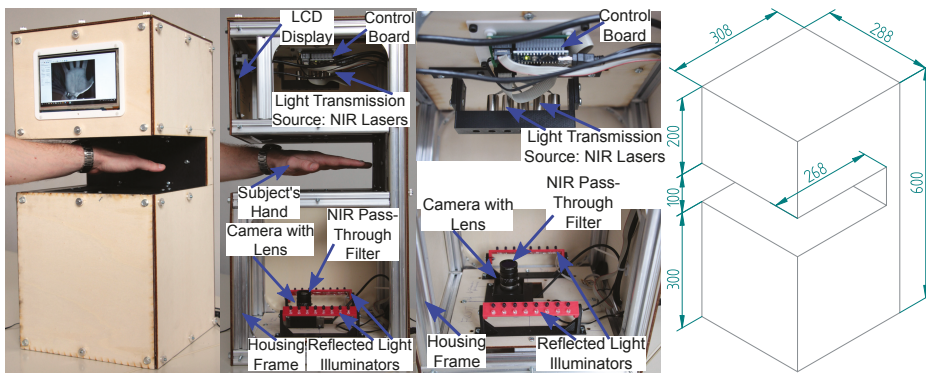 LCD
Display
Control
Board
Light Transmission
Source: NIR Lasers
Subject's
Hand
NIR Pass-
Through
Filter
Camera with
Lens
Housing
Frame
Reflected Light
Illuminators
Control
Board
Light Transmission
Source: NIR Lasers
NIR Pass-
Through
Filter
Camera with
Lens
Housing
Frame
Reflected Light
Illuminators
308
288
200
100
300
268
600